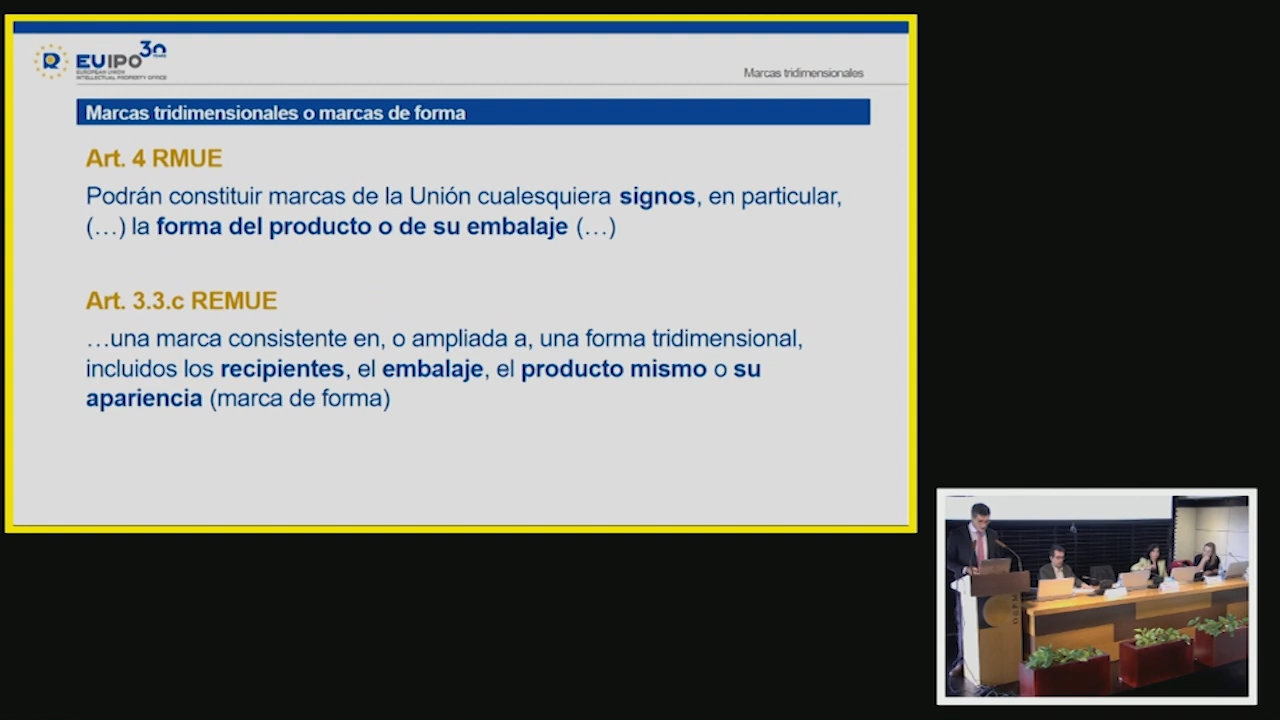 EUIPO 30 YEARS
EUROPEAN UNION
INTELLECTUAL PROPERTY OFFICE
Marcas tridimensionales
Marcas tridimensionales o marcas de forma
Art. 4 RMUE
Podrán constituir marcas de la Unión cualesquiera signos, en particular,
(…) la forma del producto o de su embalaje (…)
Art. 3.3.c REMUE
…una marca consistente en, o ampliada a, una forma tridimensional,
incluidos los recipientes, el embalaje, el producto mismo o su
apariencia (marca de forma)
OEPM